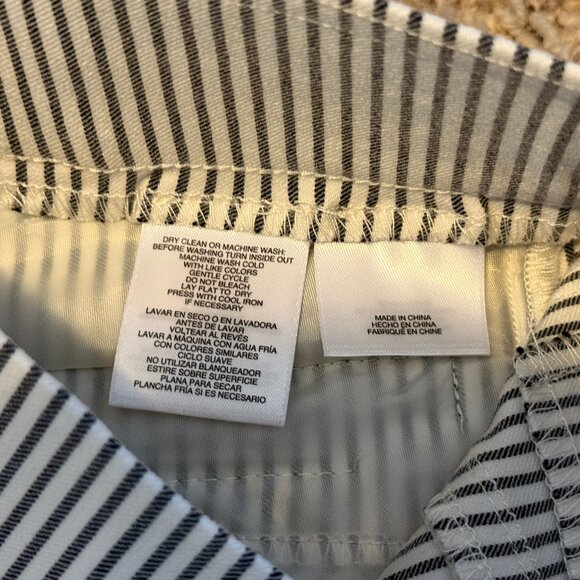 DRY CLEAN OR MACHINE WASH:
BEFORE WASHING TURN INSIDE OUT
MACHINE WASH COLD
WITH LIKE COLORS
GENTLE CYCLE
DO NOT BLEACH
LAY FLAT TO DRY
PRESS WITH COOL IRON
IF NECESSARY
LAVAR EN SECO O EN LAVADORA
ANTES DE LAVAR
VOLTEAR AL REVÉS
LAVAR A MÁQUINA CON AGUA FRÍA
CON COLORES SIMILARES
CICLO SUAVE
NO UTILIZAR BLANQUEADOR
ESTIRE SOBRE SUPERFICIE
PLANA PARA SECAR
PLANCHA FRÍA SI ES NECESARIO
MADE IN CHINA
HECHO EN CHINA
FABRIQUÉ EN CHINE